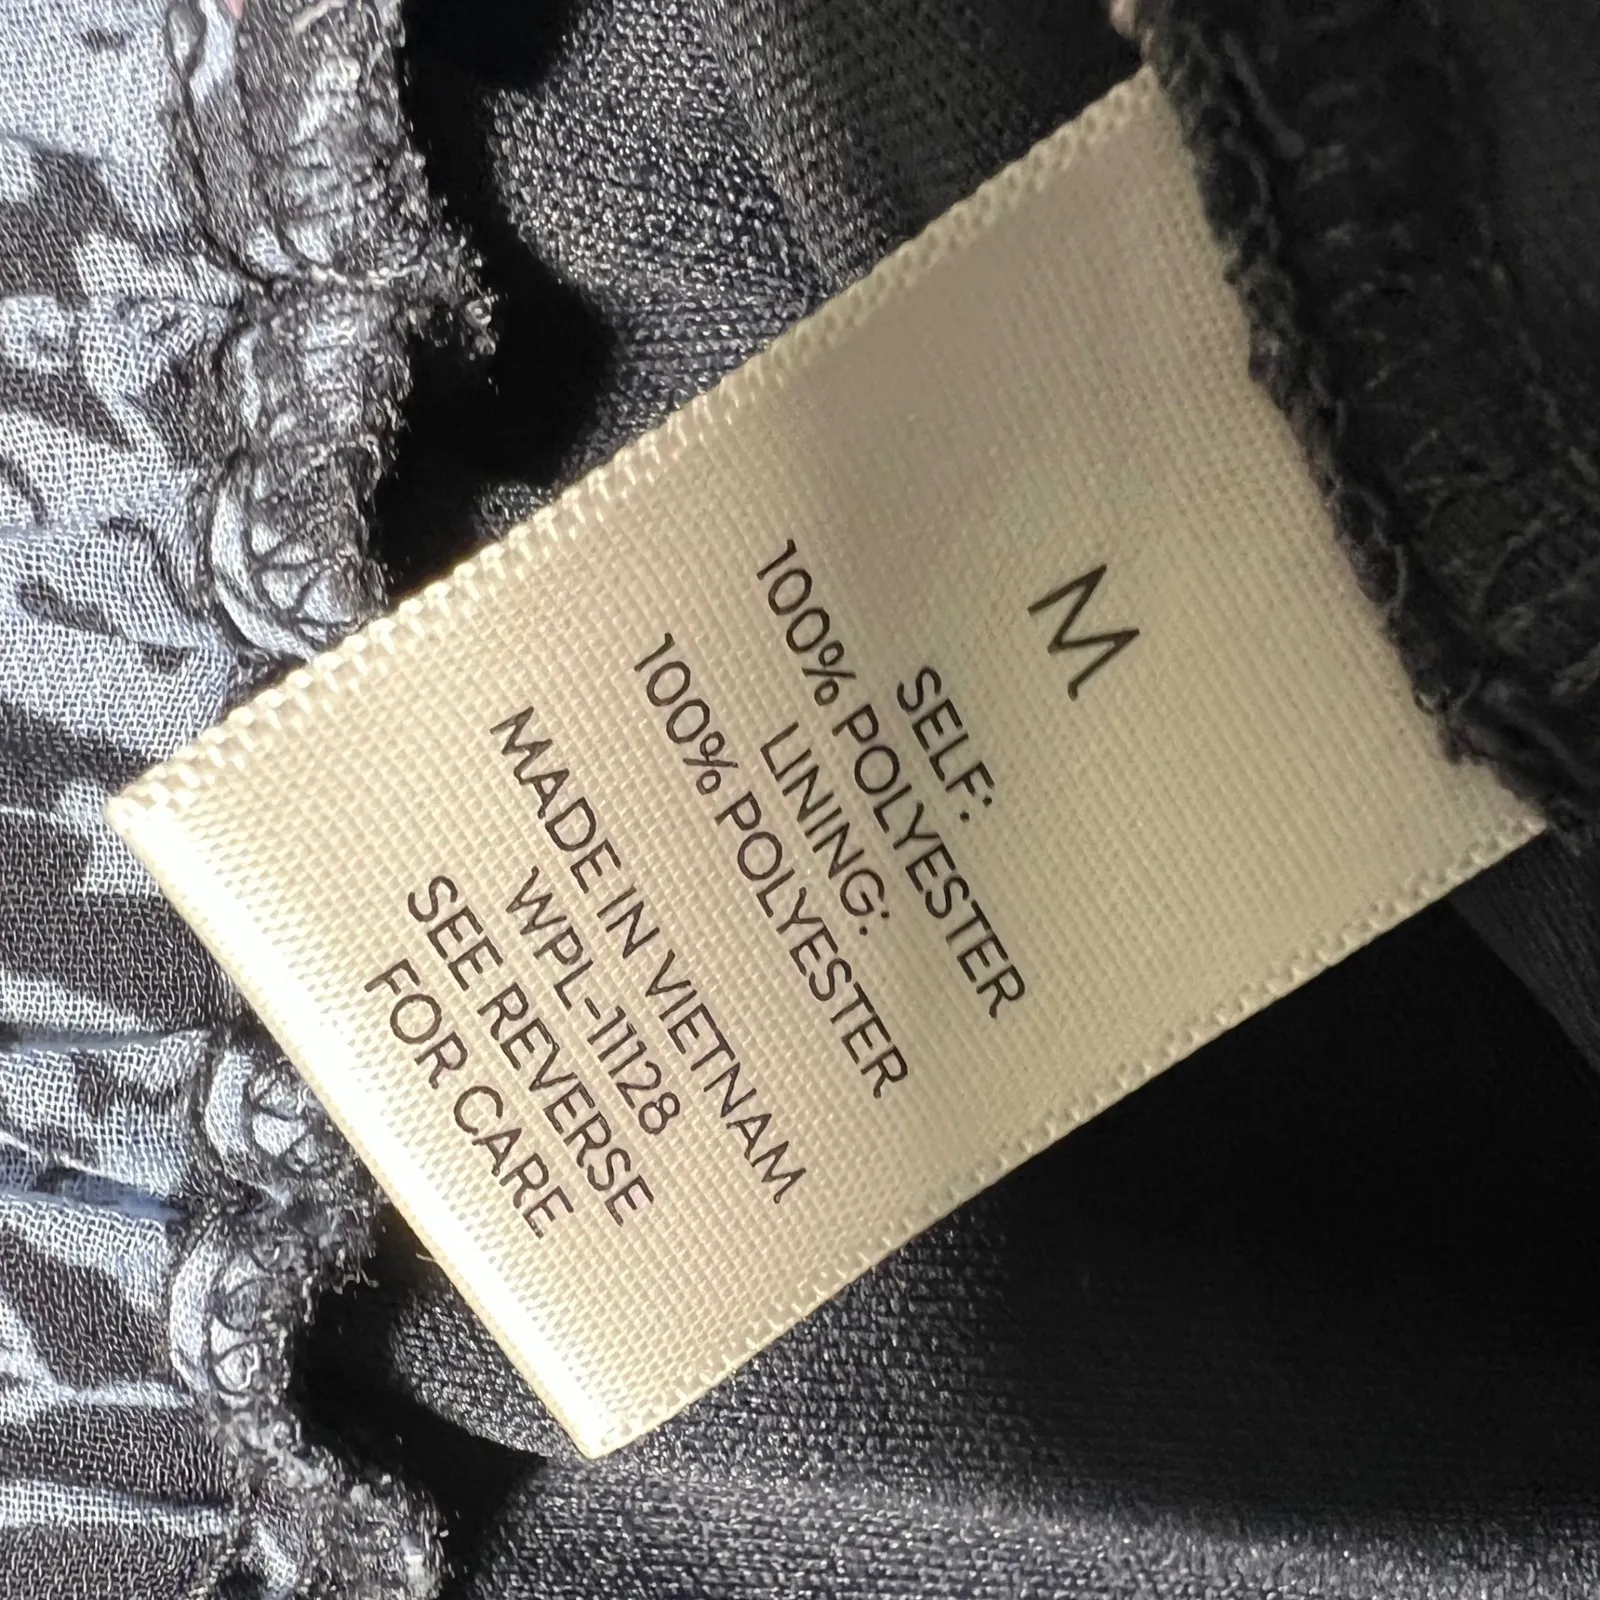 M
SELF:
100% POLYESTER
LINING:
100% POLYESTER
MADE IN VIETNAM
WPL-11128
SEE REVERSE
FOR CARE